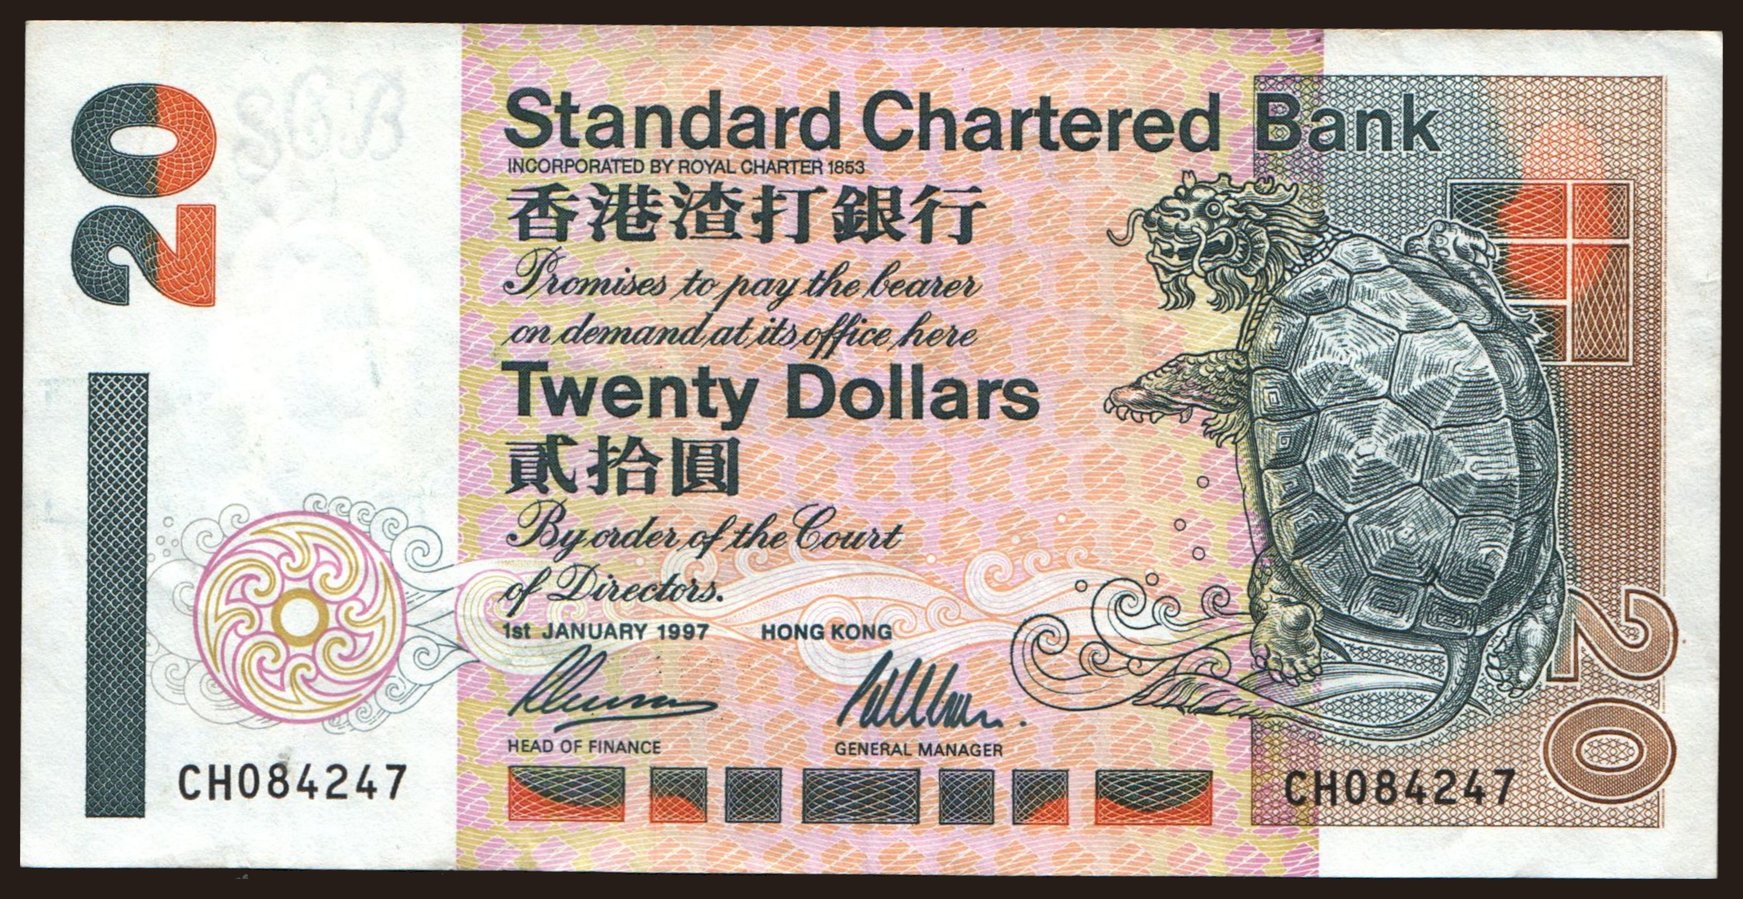 20
SCB
Standard Chartered Bank
INCORPORATED BY ROYAL CHARTER 1853
香港渣打銀行
Promises to pay the bearer
on demand at its office here
Twenty Dollars
貳拾圓
By order of the Court
of Directors.
1st JANUARY 1997 HONG KONG
HEAD OF FINANCE GENERAL MANAGER
CH084247 CH084247
20